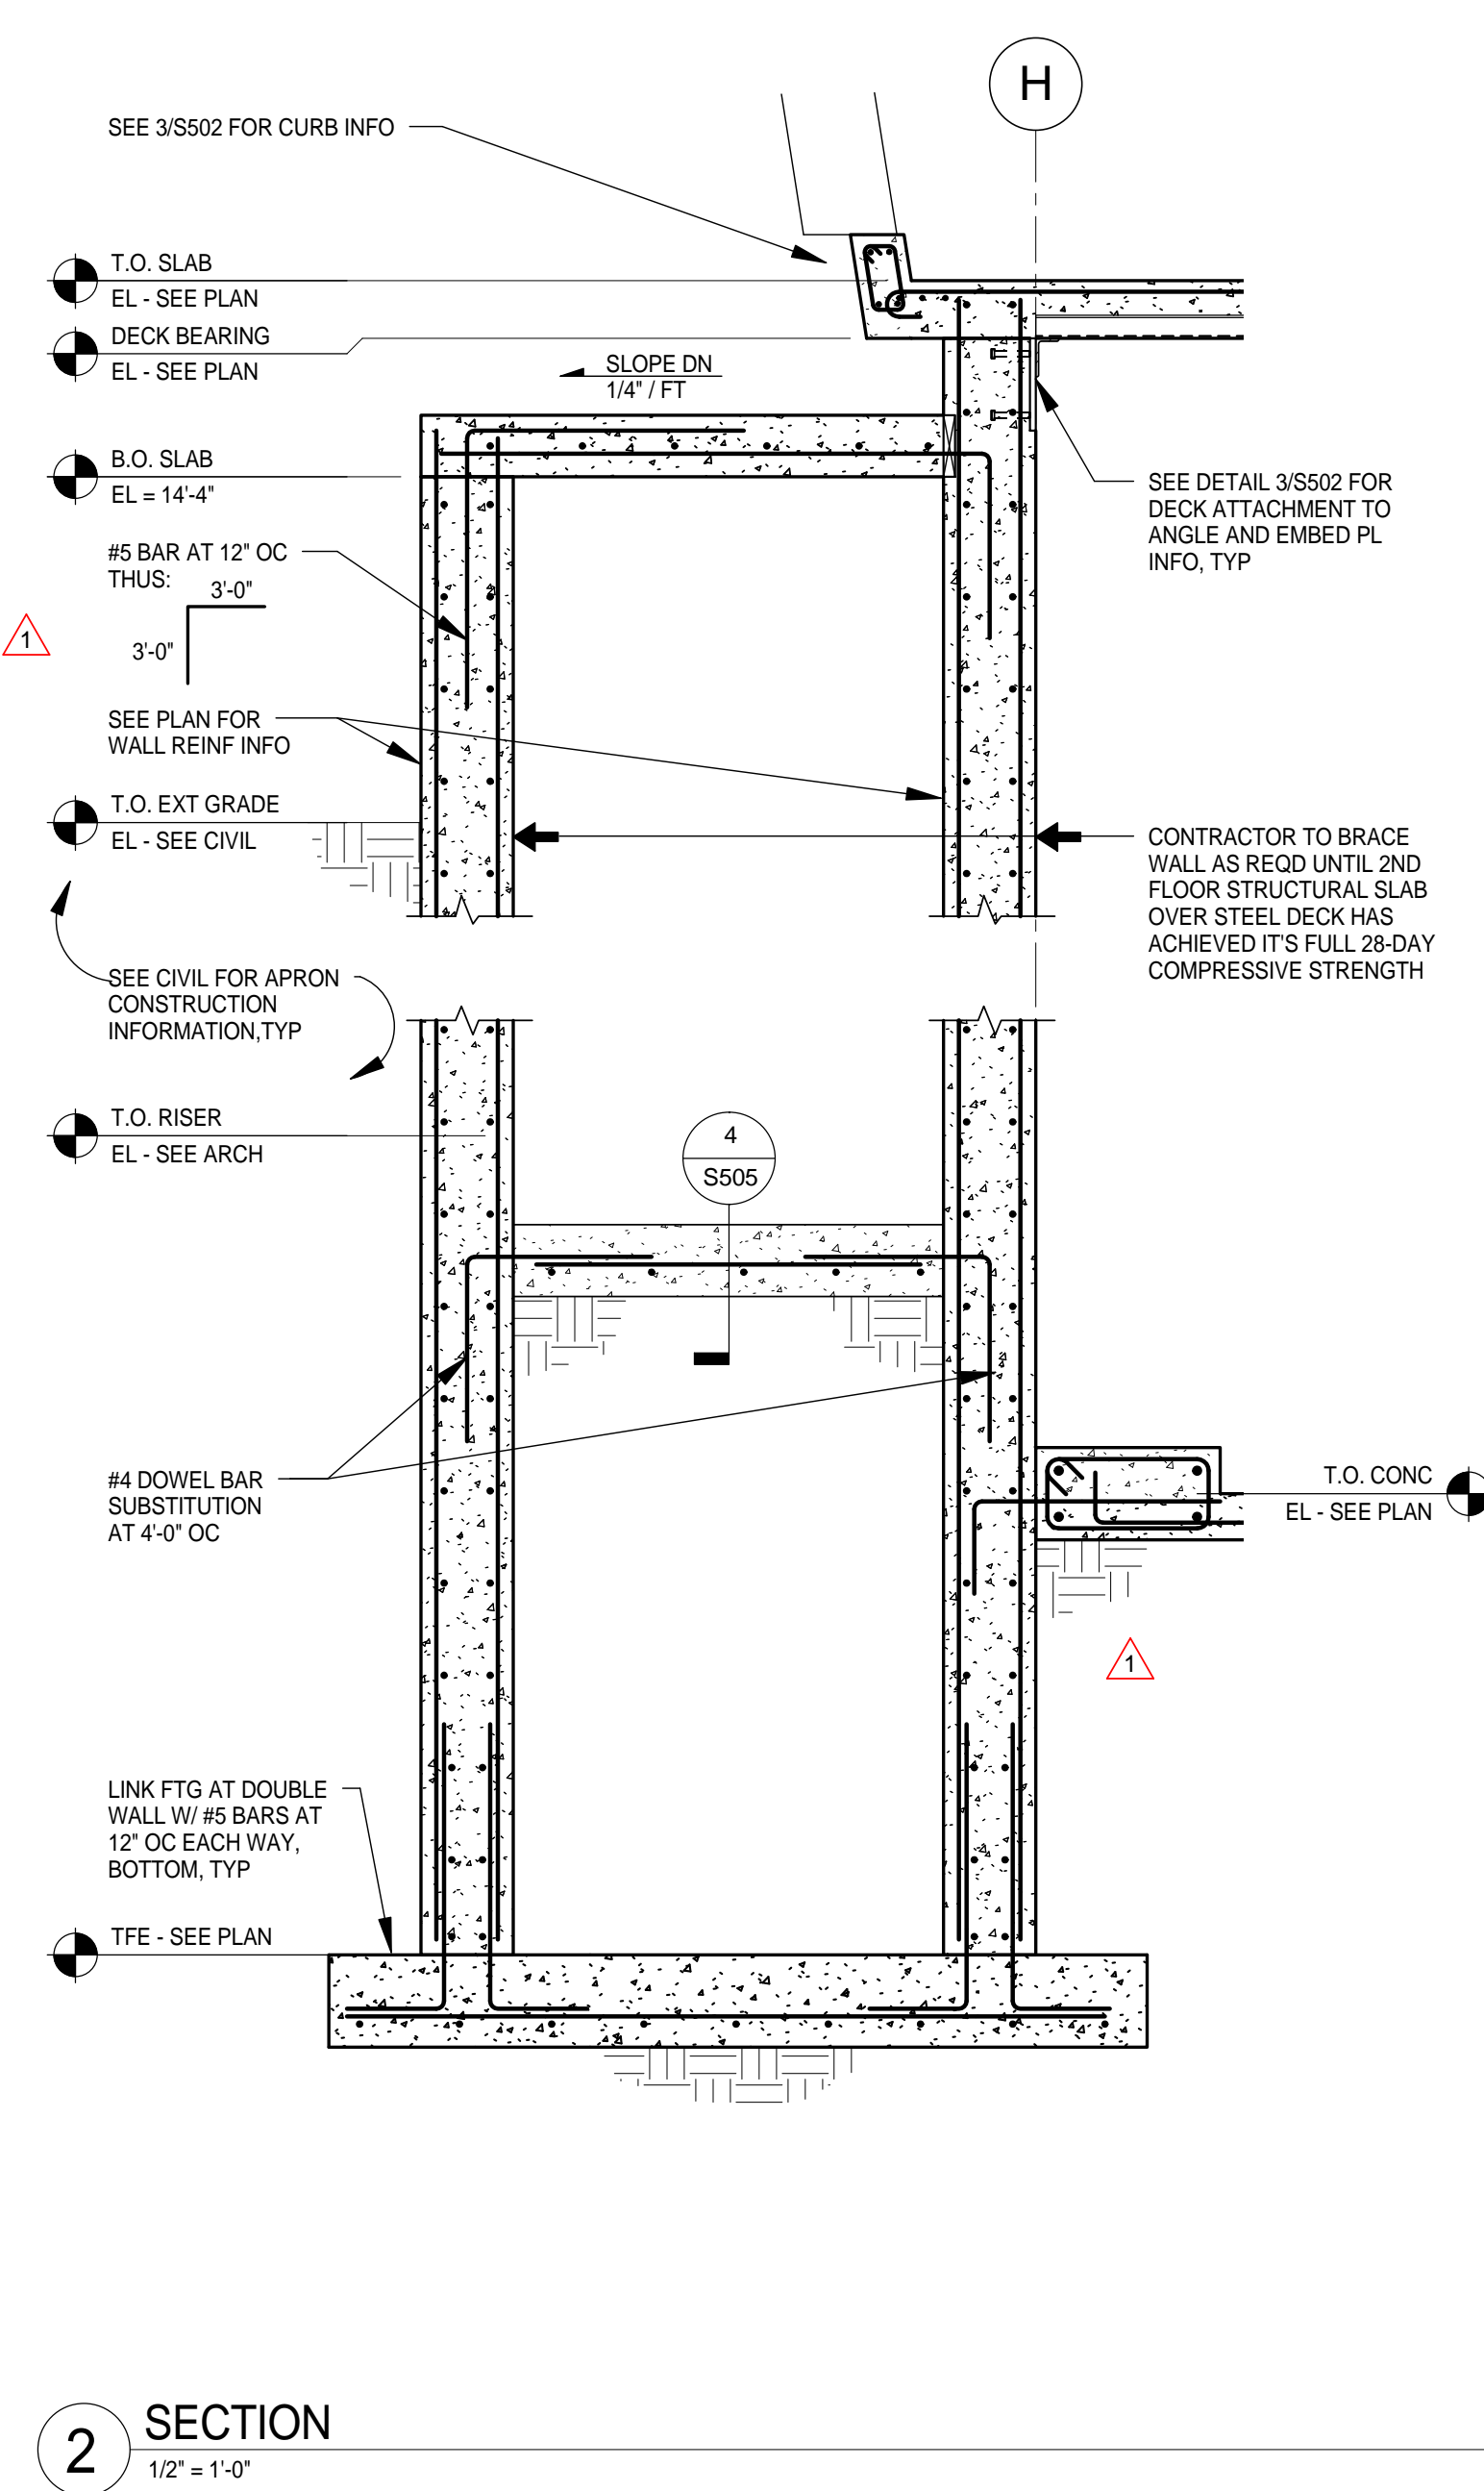 H
SEE 3/S502 FOR CURB INFO
T.O. SLAB
EL - SEE PLAN
DECK BEARING
EL - SEE PLAN
SLOPE DN
1/4" / FT
B.O. SLAB
EL = 14'-4"
SEE DETAIL 3/S502 FOR
DECK ATTACHMENT TO
ANGLE AND EMBED PL
INFO, TYP
#5 BAR AT 12" OC
THUS:
3'-0"
3'-0"
1
SEE PLAN FOR
WALL REINF INFO
T.O. EXT GRADE
EL - SEE CIVIL
CONTRACTOR TO BRACE
WALL AS REQD UNTIL 2ND
FLOOR STRUCTURAL SLAB
OVER STEEL DECK HAS
ACHIEVED IT'S FULL 28-DAY
COMPRESSIVE STRENGTH
SEE CIVIL FOR APRON
CONSTRUCTION
INFORMATION,TYP
T.O. RISER
EL - SEE ARCH
4
S505
#4 DOWEL BAR
SUBSTITUTION
AT 4'-0" OC
T.O. CONC
EL - SEE PLAN
1
LINK FTG AT DOUBLE
WALL W/ #5 BARS AT
12" OC EACH WAY,
BOTTOM, TYP
TFE - SEE PLAN
2
SECTION
1/2" = 1'-0"